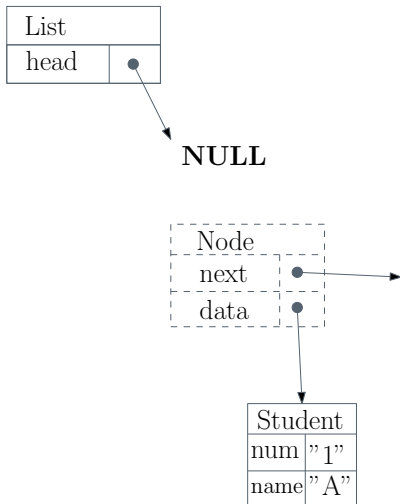 List
head
NULL
Node
next
data
Student
num "1"
name "A"